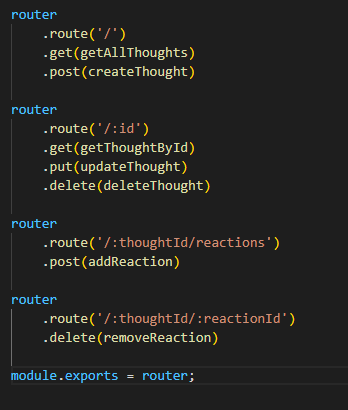 router
.route('/')
.get(getAllThoughts)
.post(createThought)
router
.route('/:id')
.get(getThoughtById)
.put(updateThought)
.delete(deleteThought)
router
.route('/:thoughtId/reactions')
.post(addReaction)
router
.route('/:thoughtId/:reactionId')
.delete(removeReaction)
module.exports = router;